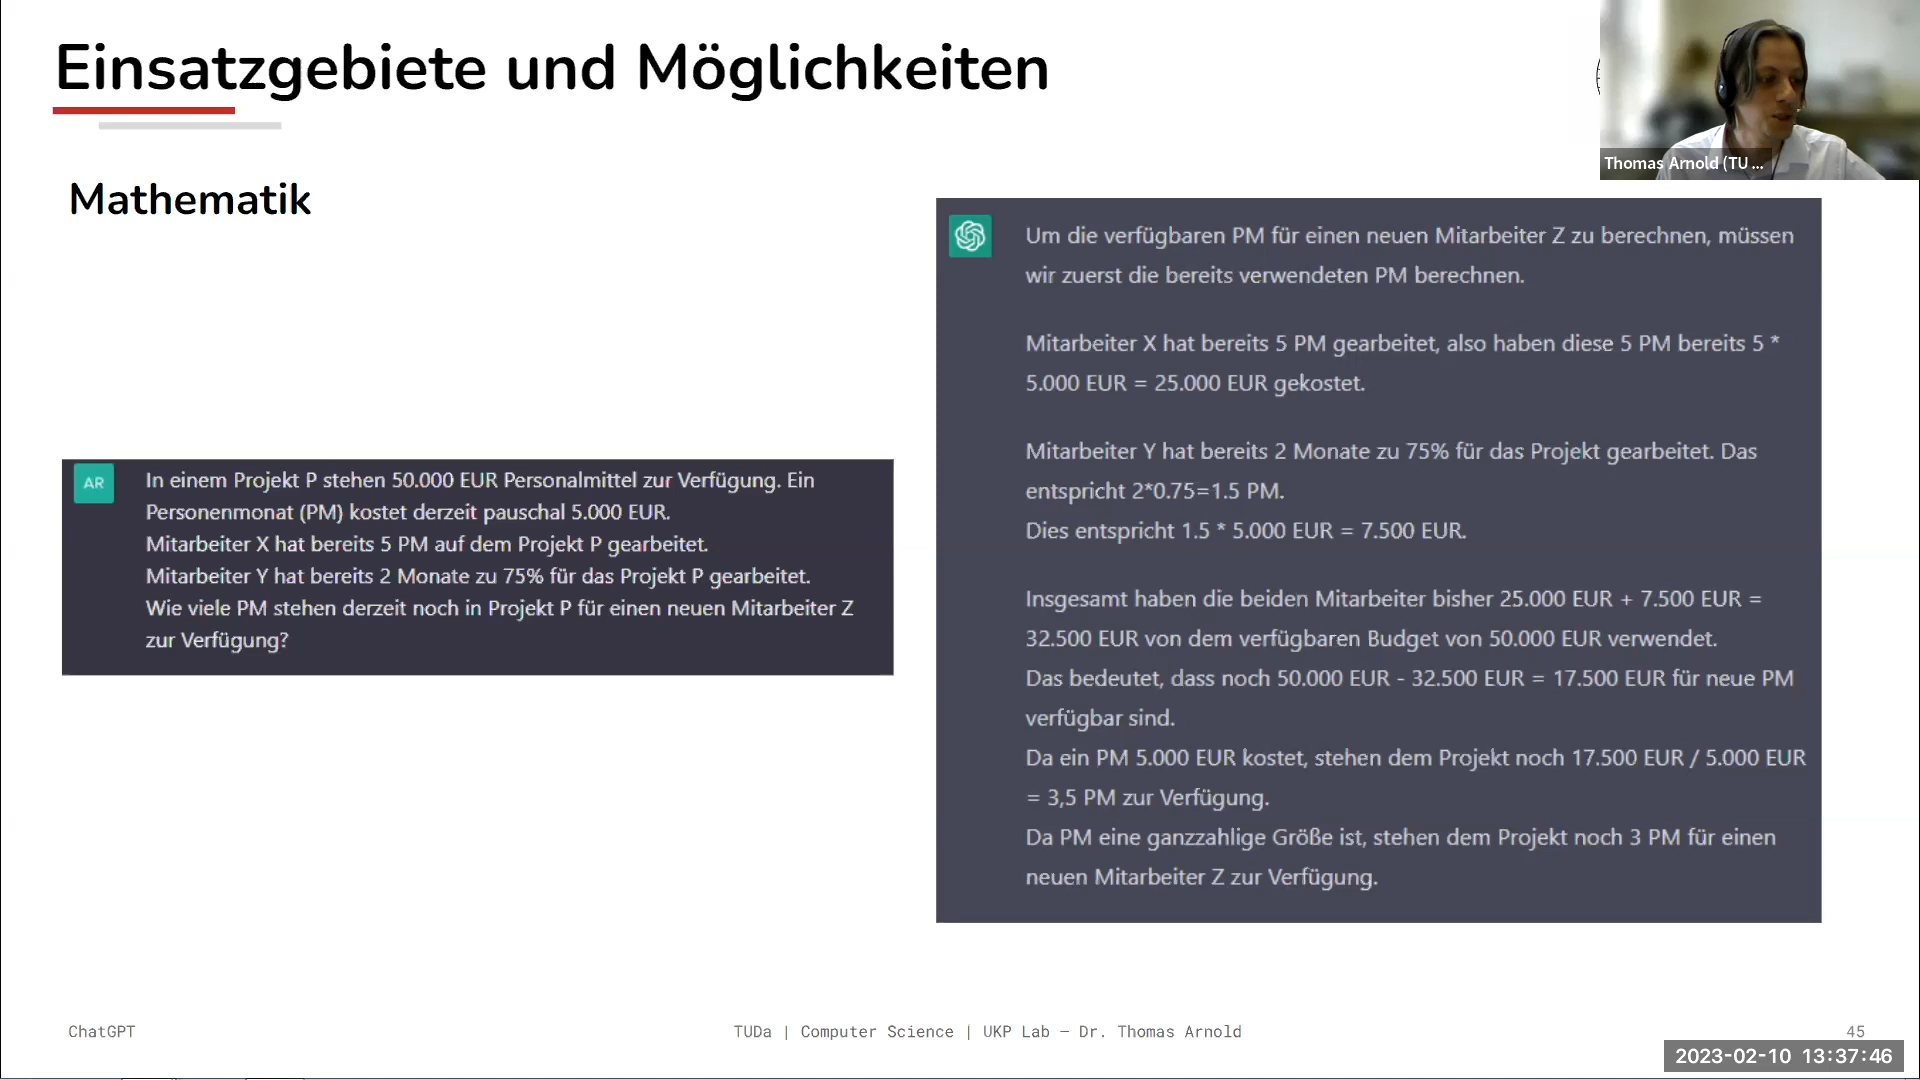 Einsatzgebiete und Möglichkeiten
Thomas Arnold (TU ...
Mathematik
AR
In einem Projekt P stehen 50.000 EUR Personalmittel zur Verfügung. Ein
Personenmonat (PM) kostet derzeit pauschal 5.000 EUR.
Mitarbeiter X hat bereits 5 PM auf dem Projekt P gearbeitet.
Mitarbeiter Y hat bereits 2 Monate zu 75% für das Projekt P gearbeitet.
Wie viele PM stehen derzeit noch in Projekt P für einen neuen Mitarbeiter Z
zur Verfügung?
Um die verfügbaren PM für einen neuen Mitarbeiter Z zu berechnen, müssen
wir zuerst die bereits verwendeten PM berechnen.
Mitarbeiter X hat bereits 5 PM gearbeitet, also haben diese 5 PM bereits 5 *
5.000 EUR = 25.000 EUR gekostet.
Mitarbeiter Y hat bereits 2 Monate zu 75% für das Projekt gearbeitet. Das
entspricht 2*0.75=1.5 PM.
Dies entspricht 1.5 * 5.000 EUR = 7.500 EUR.
Insgesamt haben die beiden Mitarbeiter bisher 25.000 EUR + 7.500 EUR =
32.500 EUR von dem verfügbaren Budget von 50.000 EUR verwendet.
Das bedeutet, dass noch 50.000 EUR - 32.500 EUR = 17.500 EUR für neue PM
verfügbar sind.
Da ein PM 5.000 EUR kostet, stehen dem Projekt noch 17.500 EUR / 5.000 EUR
= 3,5 PM zur Verfügung.
Da PM eine ganzzahlige Größe ist, stehen dem Projekt noch 3 PM für einen
neuen Mitarbeiter Z zur Verfügung.
ChatGPT
TUDa | Computer Science | UKP Lab – Dr. Thomas Arnold
45
2023-02-10 13:37:46